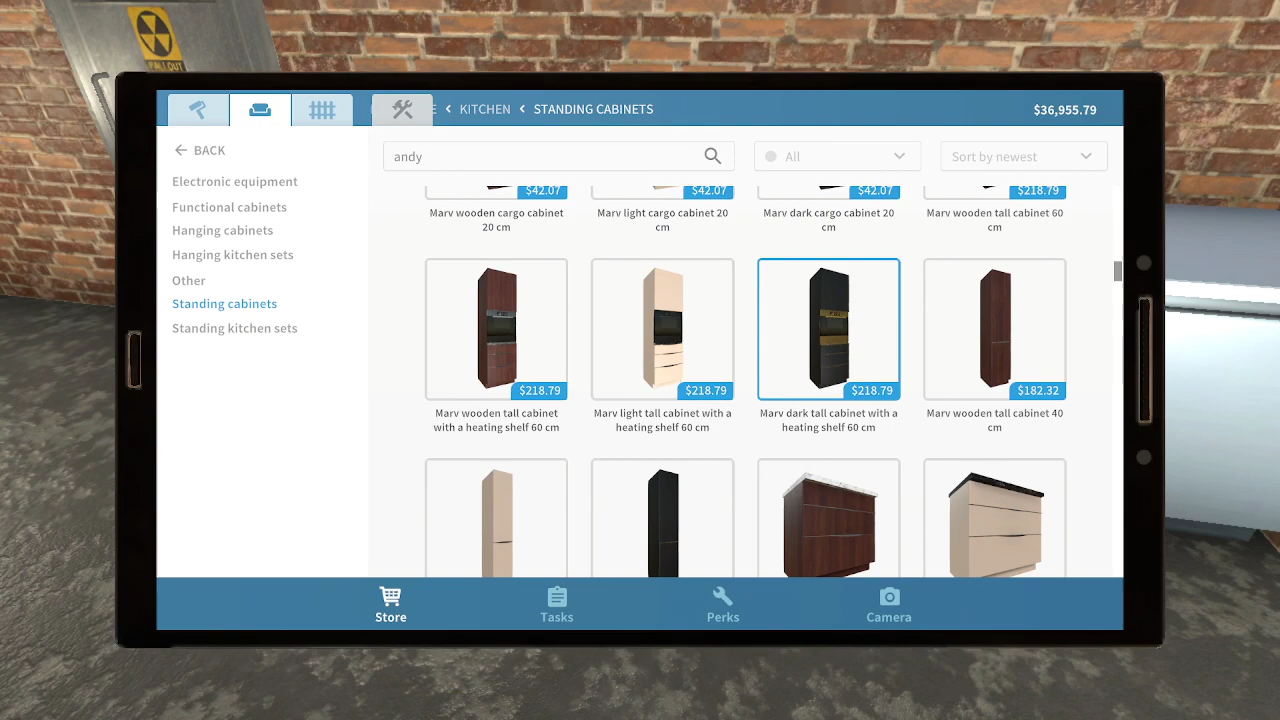 FALLOUT
KITCHEN
STANDING CABINETS
$36,955.79
BACK
andy
All
Sort by newest
Electronic equipment
Functional cabinets
Hanging cabinets
Hanging kitchen sets
Other
Standing cabinets
Standing kitchen sets
$42.07
$42.07
$42.07
$218.79
Marv wooden cargo cabinet
20 cm
Marv light cargo cabinet 20
cm
Marv dark cargo cabinet 20
cm
Marv wooden tall cabinet 60
cm
$218.79
$218.79
$218.79
$182.32
Marv wooden tall cabinet
with a heating shelf 60 cm
Marv light tall cabinet with a
heating shelf 60 cm
Marv dark tall cabinet with a
heating shelf 60 cm
Marv wooden tall cabinet 40
cm
Store
Tasks
Perks
Camera